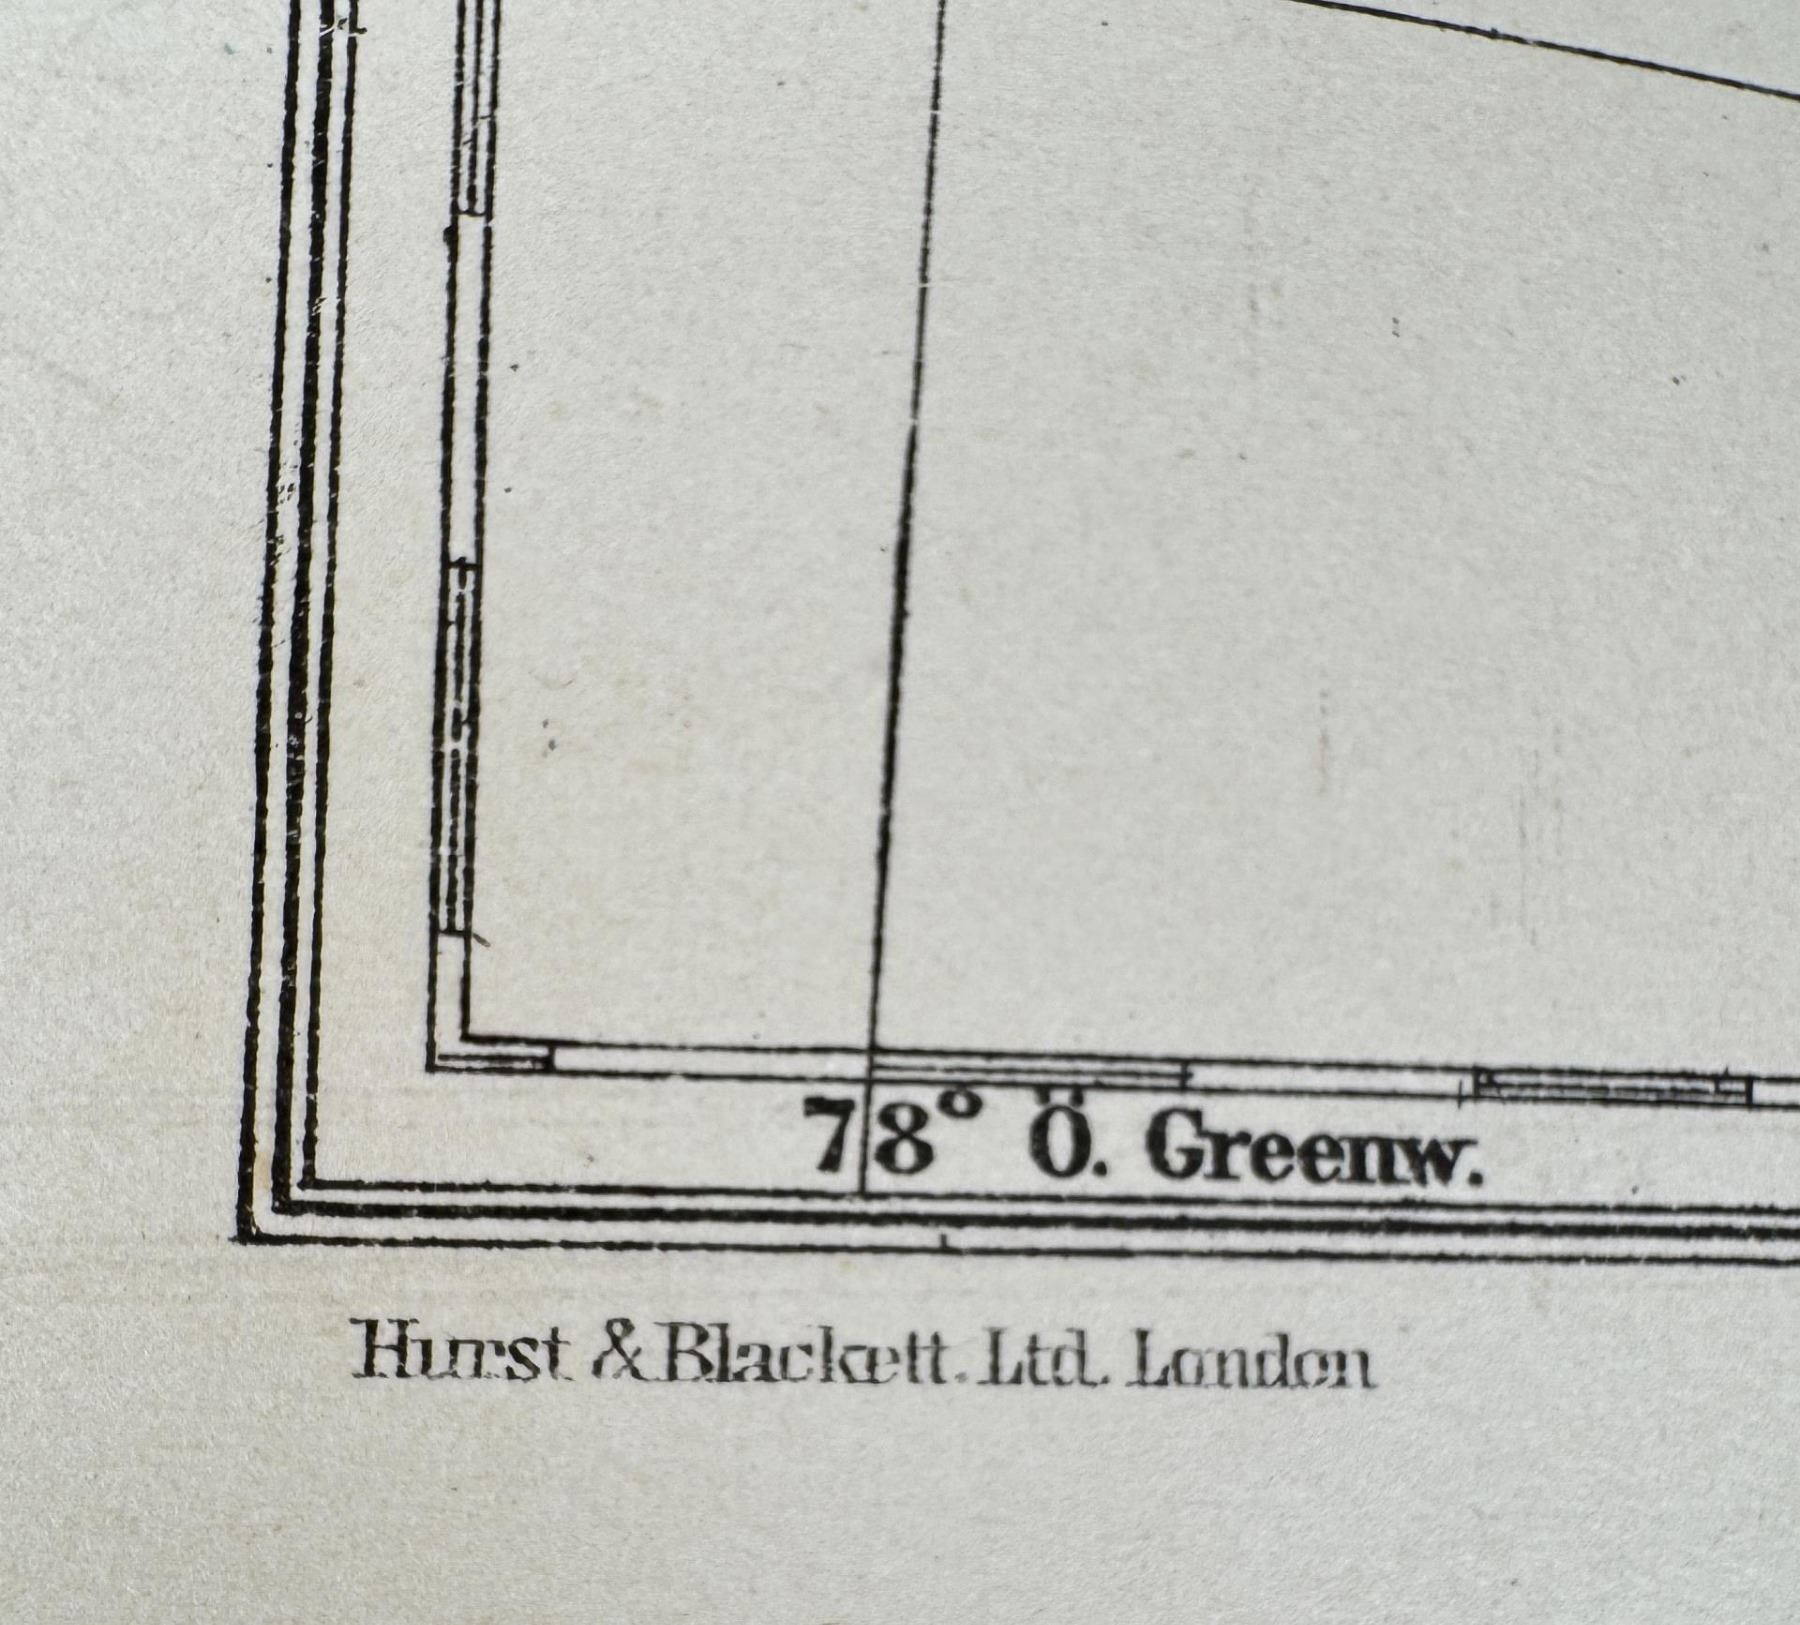 78° Ö. Greenw.
Hurst & Blackett. Ltd. London